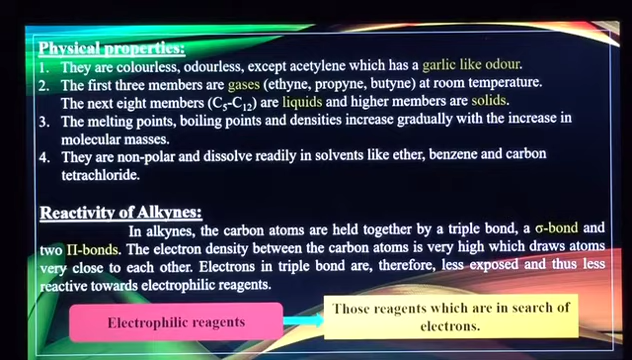 Physical properties:
1. They are colourless, odourless, except acetylene which has a garlic like odour.
2. The first three members are gases (ethyne, propyne, butyne) at room temperature.
The next eight members (C5-C12) are liquids and higher members are solids.
3. The melting points, boiling points and densities increase gradually with the increase in
molecular masses.
4. They are non-polar and dissolve readily in solvents like ether, benzene and carbon
tetrachloride.
Reactivity of Alkynes:
In alkynes, the carbon atoms are held together by a triple bond, a σ-bond and
two Π-bonds. The electron density between the carbon atoms is very high which draws atoms
very close to each other. Electrons in triple bond are, therefore, less exposed and thus less
reactive towards electrophilic reagents.
Electrophilic reagents
Those reagents which are in search of
electrons.